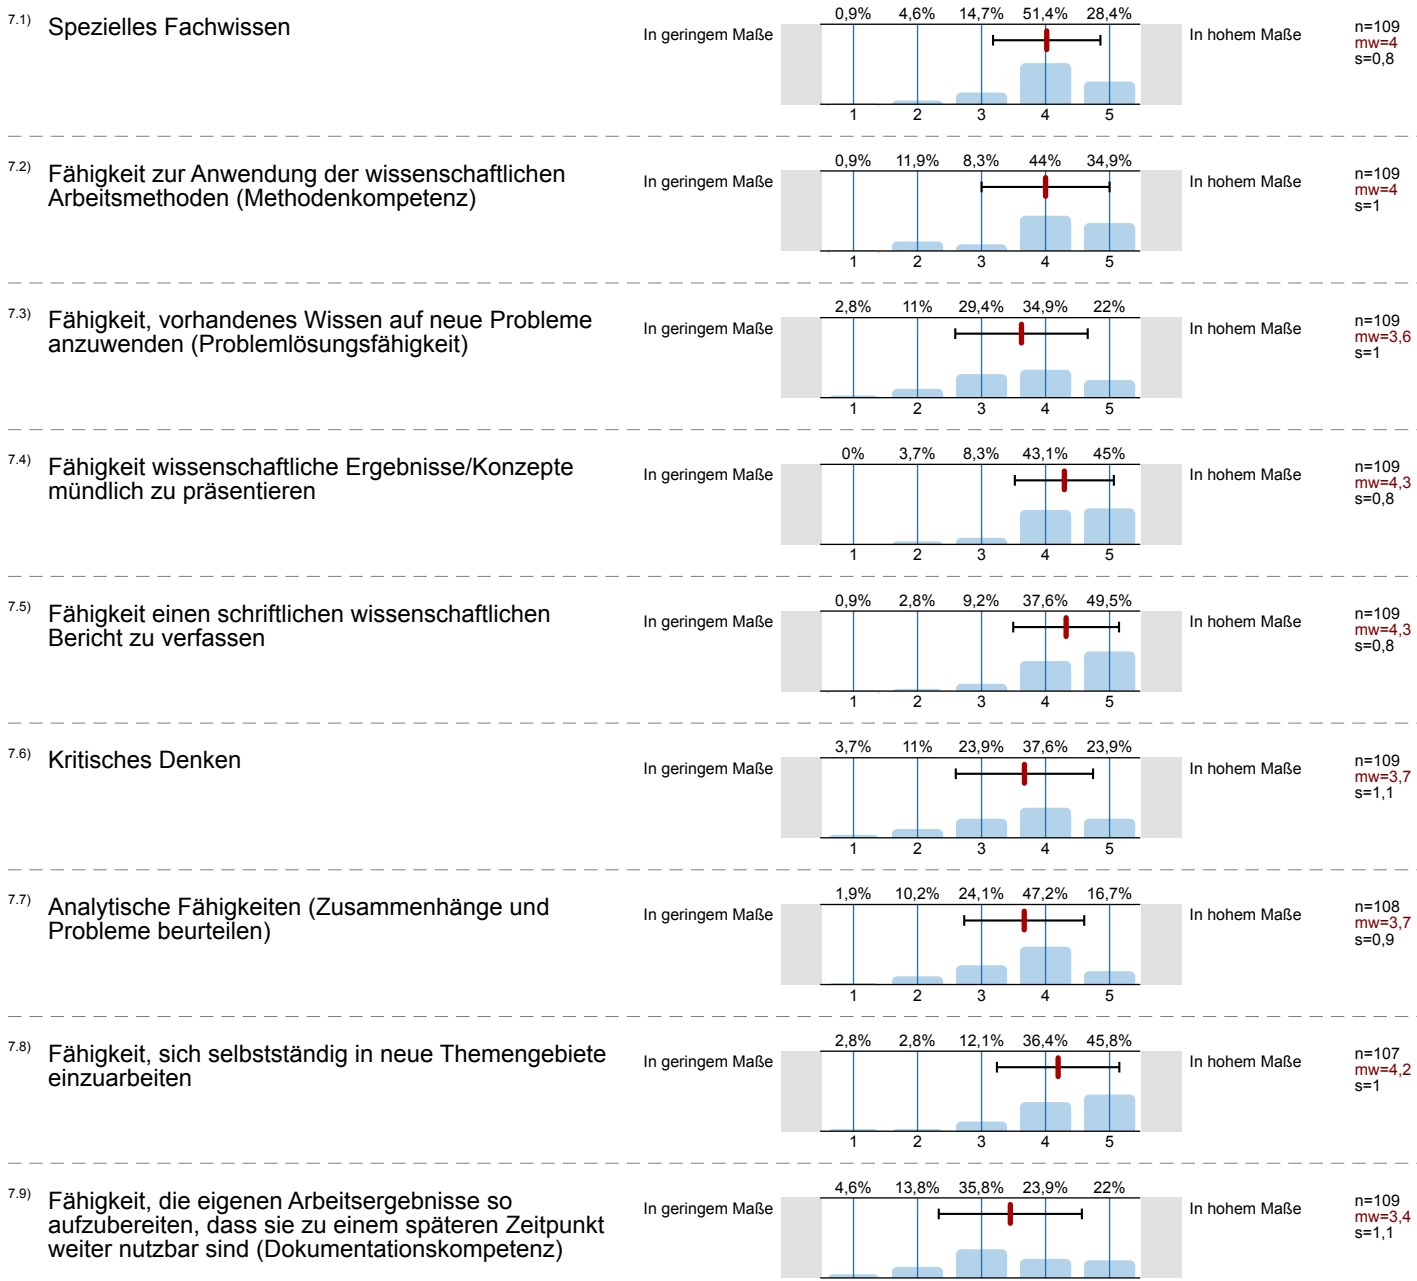 7.1) Spezielles Fachwissen
In geringem Maße
0,9% 4,6% 14,7% 51,4% 28,4%
1 2 3 4 5
In hohem Maße
n=109
mw=4
s=0,8
7.2) Fähigkeit zur Anwendung der wissenschaftlichen
Arbeitsmethoden (Methodenkompetenz)
In geringem Maße
0,9% 11,9% 8,3% 44% 34,9%
1 2 3 4 5
In hohem Maße
n=109
mw=4
s=1
7.3) Fähigkeit, vorhandenes Wissen auf neue Probleme
anzuwenden (Problemlösungsfähigkeit)
In geringem Maße
2,8% 11% 29,4% 34,9% 22%
1 2 3 4 5
In hohem Maße
n=109
mw=3,6
s=1
7.4) Fähigkeit wissenschaftliche Ergebnisse/Konzepte
mündlich zu präsentieren
In geringem Maße
0% 3,7% 8,3% 43,1% 45%
1 2 3 4 5
In hohem Maße
n=109
mw=4,3
s=0,8
7.5) Fähigkeit einen schriftlichen wissenschaftlichen
Bericht zu verfassen
In geringem Maße
0,9% 2,8% 9,2% 37,6% 49,5%
1 2 3 4 5
In hohem Maße
n=109
mw=4,3
s=0,8
7.6) Kritisches Denken
In geringem Maße
3,7% 11% 23,9% 37,6% 23,9%
1 2 3 4 5
In hohem Maße
n=109
mw=3,7
s=1,1
7.7) Analytische Fähigkeiten (Zusammenhänge und
Probleme beurteilen)
In geringem Maße
1,9% 10,2% 24,1% 47,2% 16,7%
1 2 3 4 5
In hohem Maße
n=108
mw=3,7
s=0,9
7.8) Fähigkeit, sich selbstständig in neue Themengebiete
einzuarbeiten
In geringem Maße
2,8% 2,8% 12,1% 36,4% 45,8%
1 2 3 4 5
In hohem Maße
n=107
mw=4,2
s=1
7.9) Fähigkeit, die eigenen Arbeitsergebnisse so
aufzubereiten, dass sie zu einem späteren Zeitpunkt
weiter nutzbar sind (Dokumentationskompetenz)
In geringem Maße
4,6% 13,8% 35,8% 23,9% 22%
In hohem Maße
n=109
mw=3,4
s=1,1